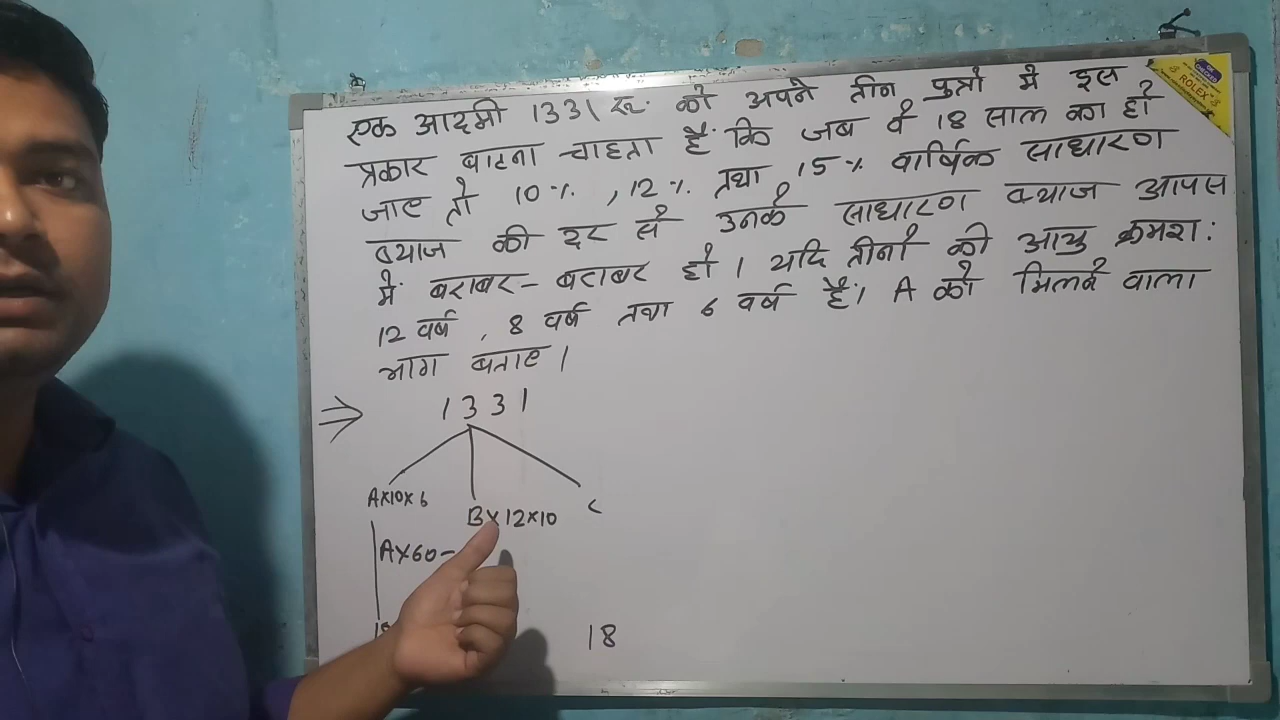 एक आदमी 1331 रू. को अपने तीन पुत्रो मे इस
प्रकार बाटना चाहता है कि जब वे 18 साल का हो
जाए तो 10% , 12% तथा 15% वार्षिक साधारण
ब्याज की दर से उनके साधारण ब्याज आपस
मे बराबर-बराबर हो । यदि तीनो की आयु क्रमश:
12 वर्ष , 8 वर्ष तथा 6 वर्ष है। A को मिलने वाला
भाग बताए ।
⇒ 1331
A×10×6 B×12×10 C
A×60-
18 18
ROLEX